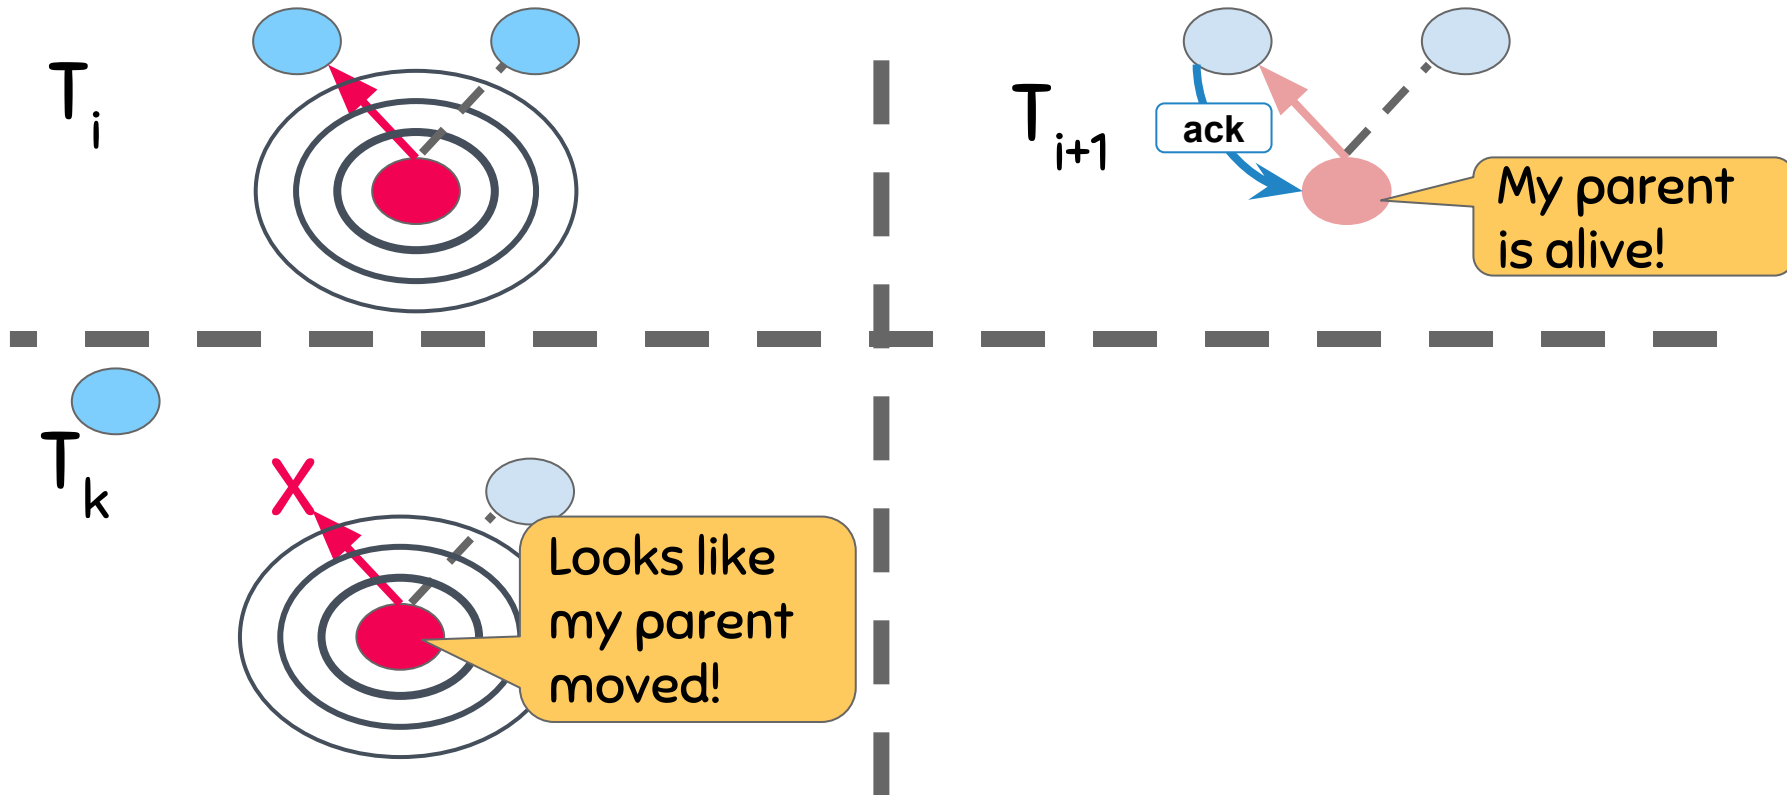 T i
T i+1
ack
My parent
is alive!
T k
X
Looks like
my parent
moved!